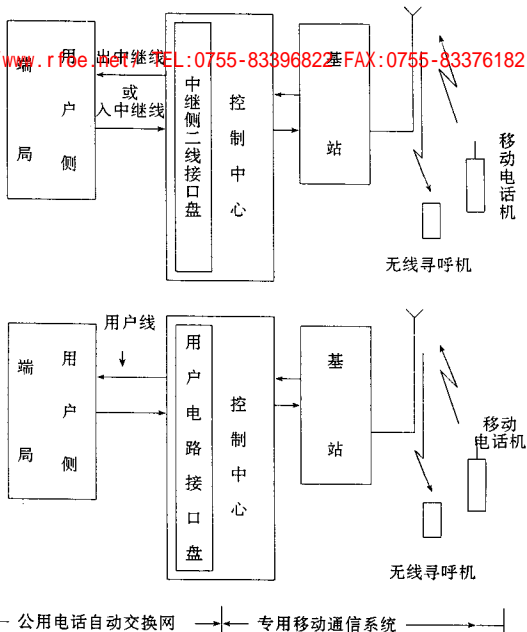 www.rfoe.net/ TEL:0755-83396822 FAX:0755-83376182
端局
用户侧
出中继线
或
入中继线
中继侧二线接口盘
控制中心
基站
移动电话机
无线寻呼机
端局
用户侧
用户线
用户电路接口盘
控制中心
基站
移动
电话机
无线寻呼机
公用电话自动交换网
专用移动通信系统